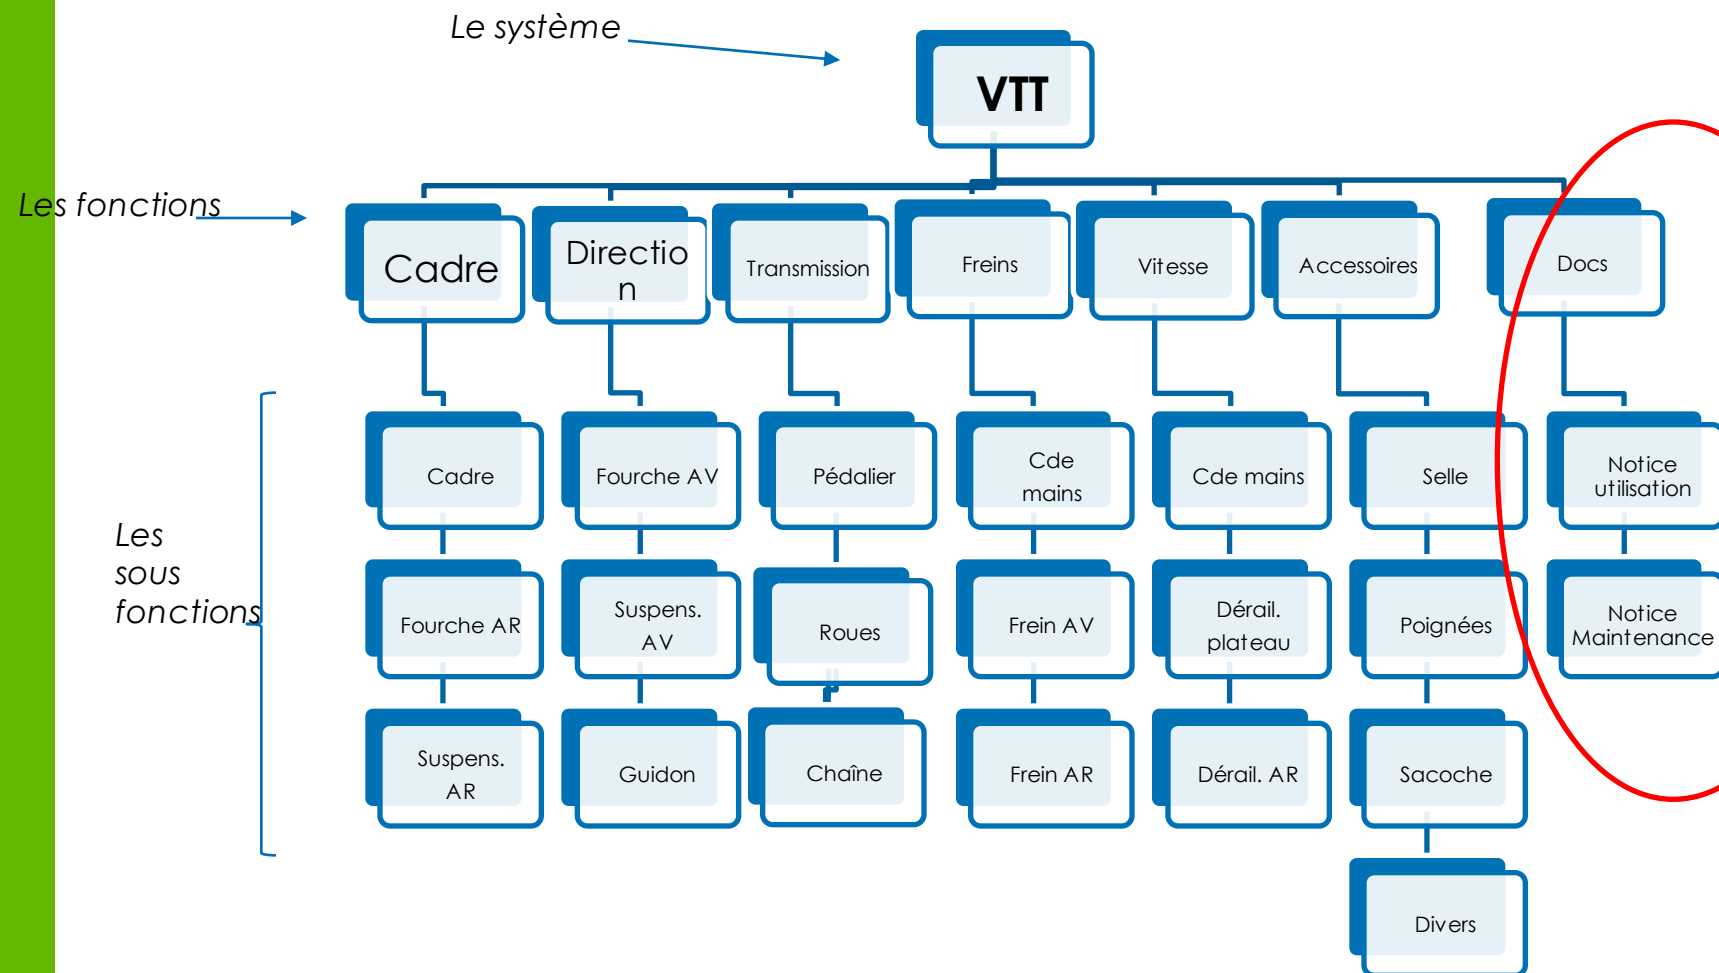 Le système
VTT
Les fonctions
Cadre
Directio
n
Transmission
Freins
Vitesse
Accessoires
Docs
Les
sous
fonctions
Cadre
Fourche AV
Pédalier
Cde
mains
Cde mains
Selle
Notice
utilisation
Fourche AR
Suspens.
AV
Roues
Frein AV
Dérail.
plateau
Poignées
Notice
Maintenance
Suspens.
AR
Guidon
Chaîne
Frein AR
Dérail. AR
Sacoche
Divers